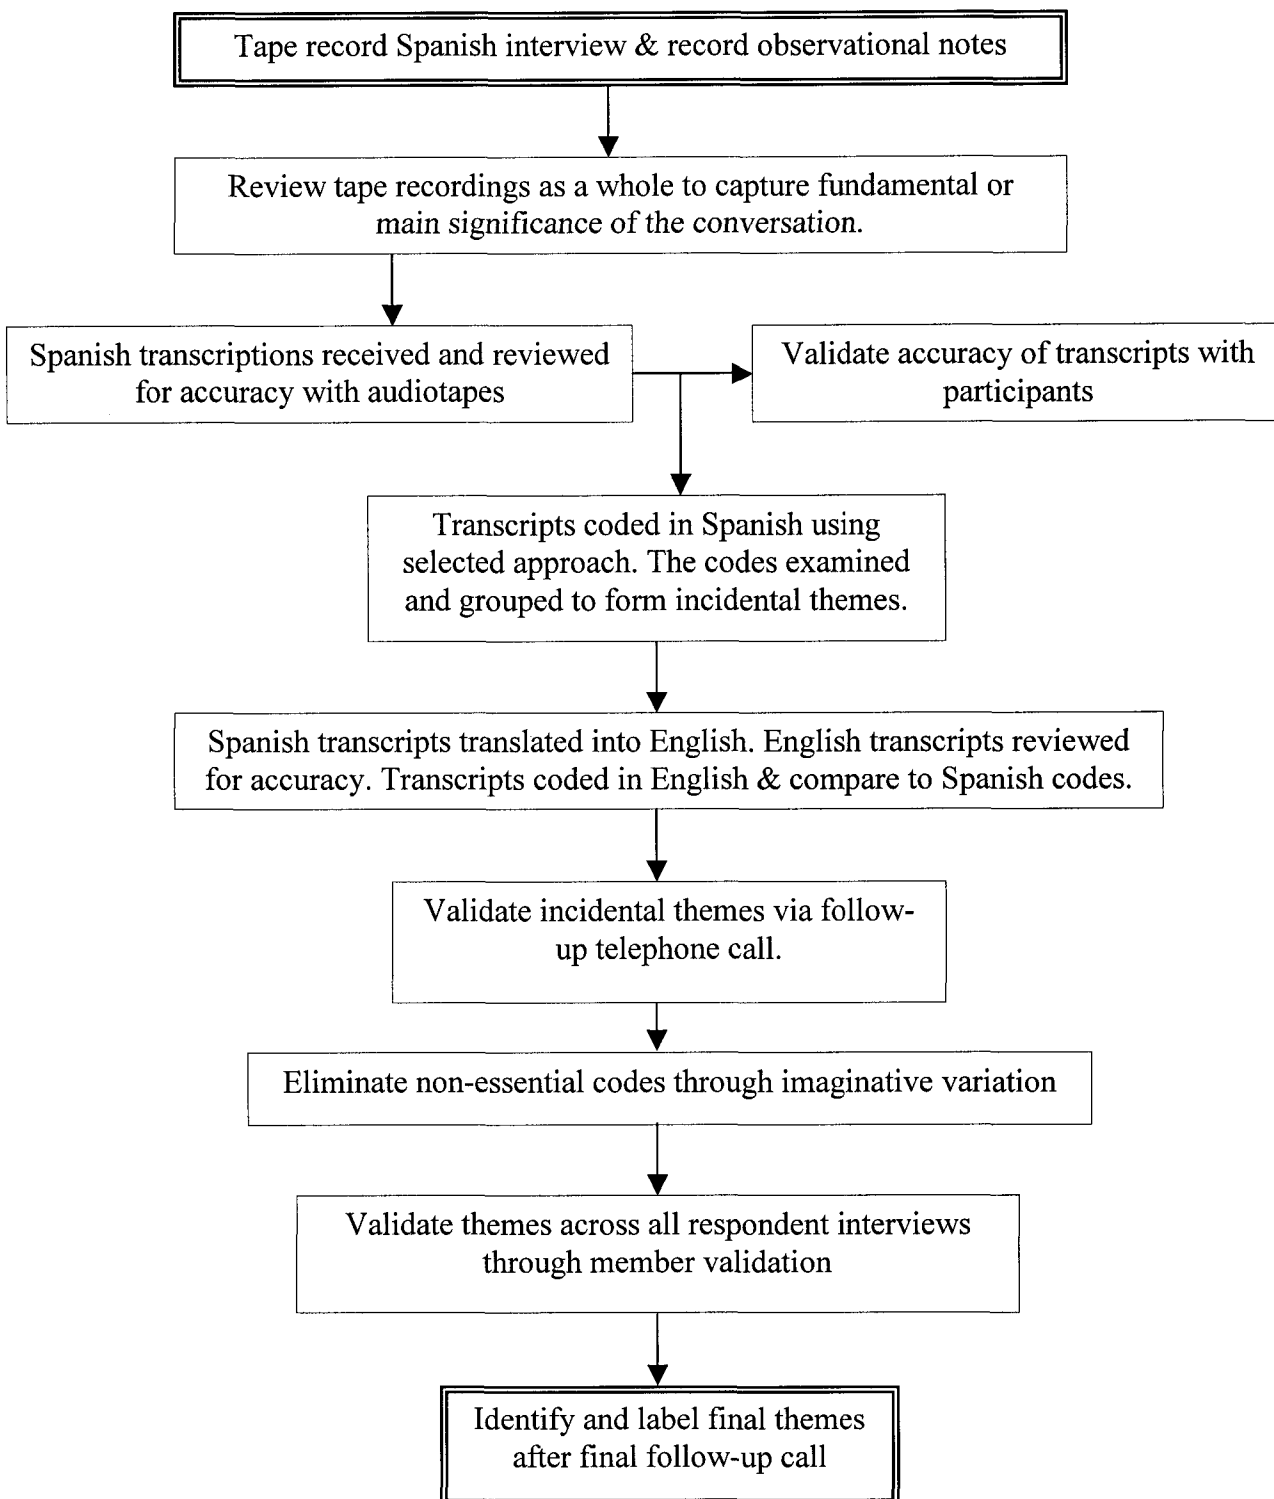 Tape record Spanish interview & record observational notes
Review tape recordings as a whole to capture fundamental or
main significance of the conversation.
Spanish transcriptions received and reviewed
for accuracy with audiotapes
Validate accuracy of transcripts with
participants
Transcripts coded in Spanish using
selected approach. The codes examined
and grouped to form incidental themes.
Spanish transcripts translated into English. English transcripts reviewed
for accuracy. Transcripts coded in English & compare to Spanish codes.
Validate incidental themes via follow-
up telephone call.
Eliminate non-essential codes through imaginative variation
Validate themes across all respondent interviews
through member validation
Identify and label final themes
after final follow-up call